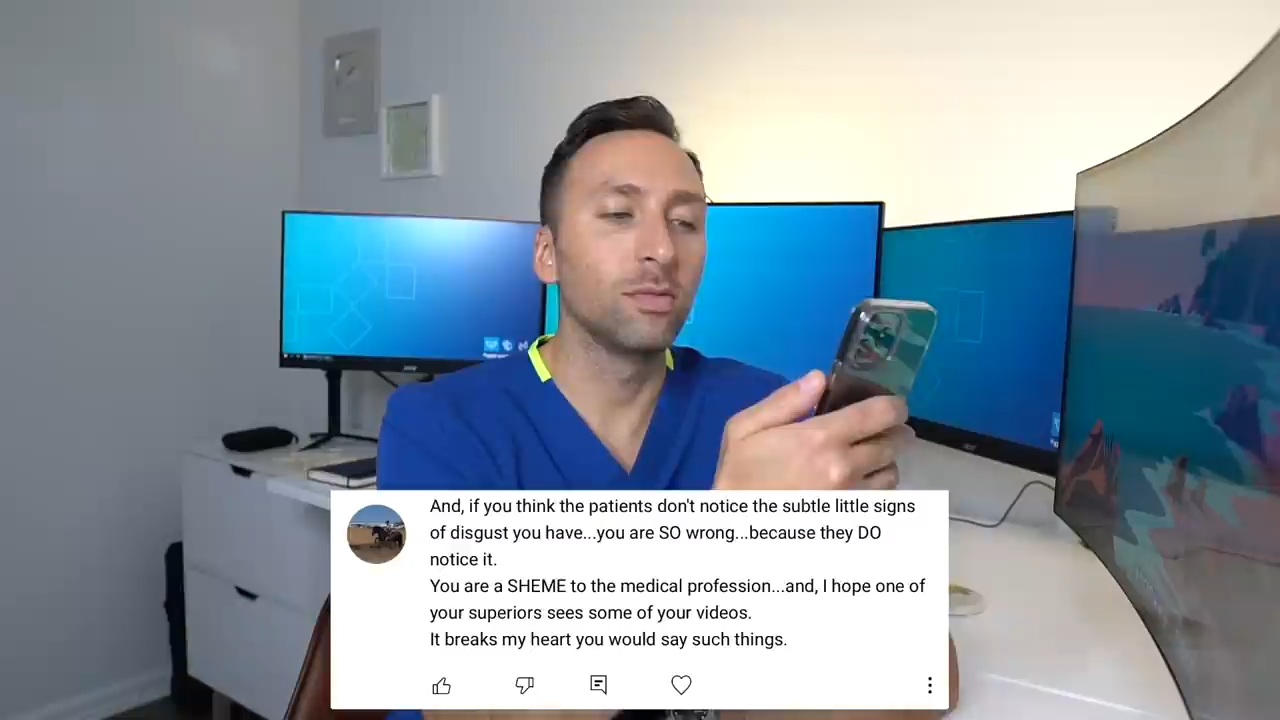 And, if you think the patients don't notice the subtle little signs
of disgust you have...you are SO wrong...because they DO
notice it.
You are a SHEME to the medical profession...and, I hope one of
your superiors sees some of your videos.
It breaks my heart you would say such things.